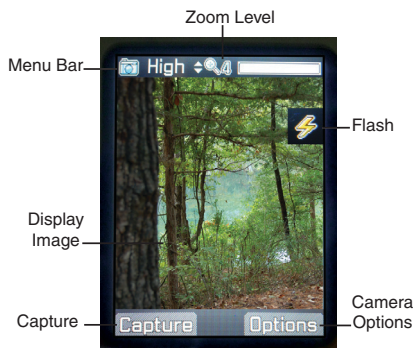 Zoom Level
Menu Bar
High 4
Flash
Display
Image
Capture
Capture
Options
Camera
Options